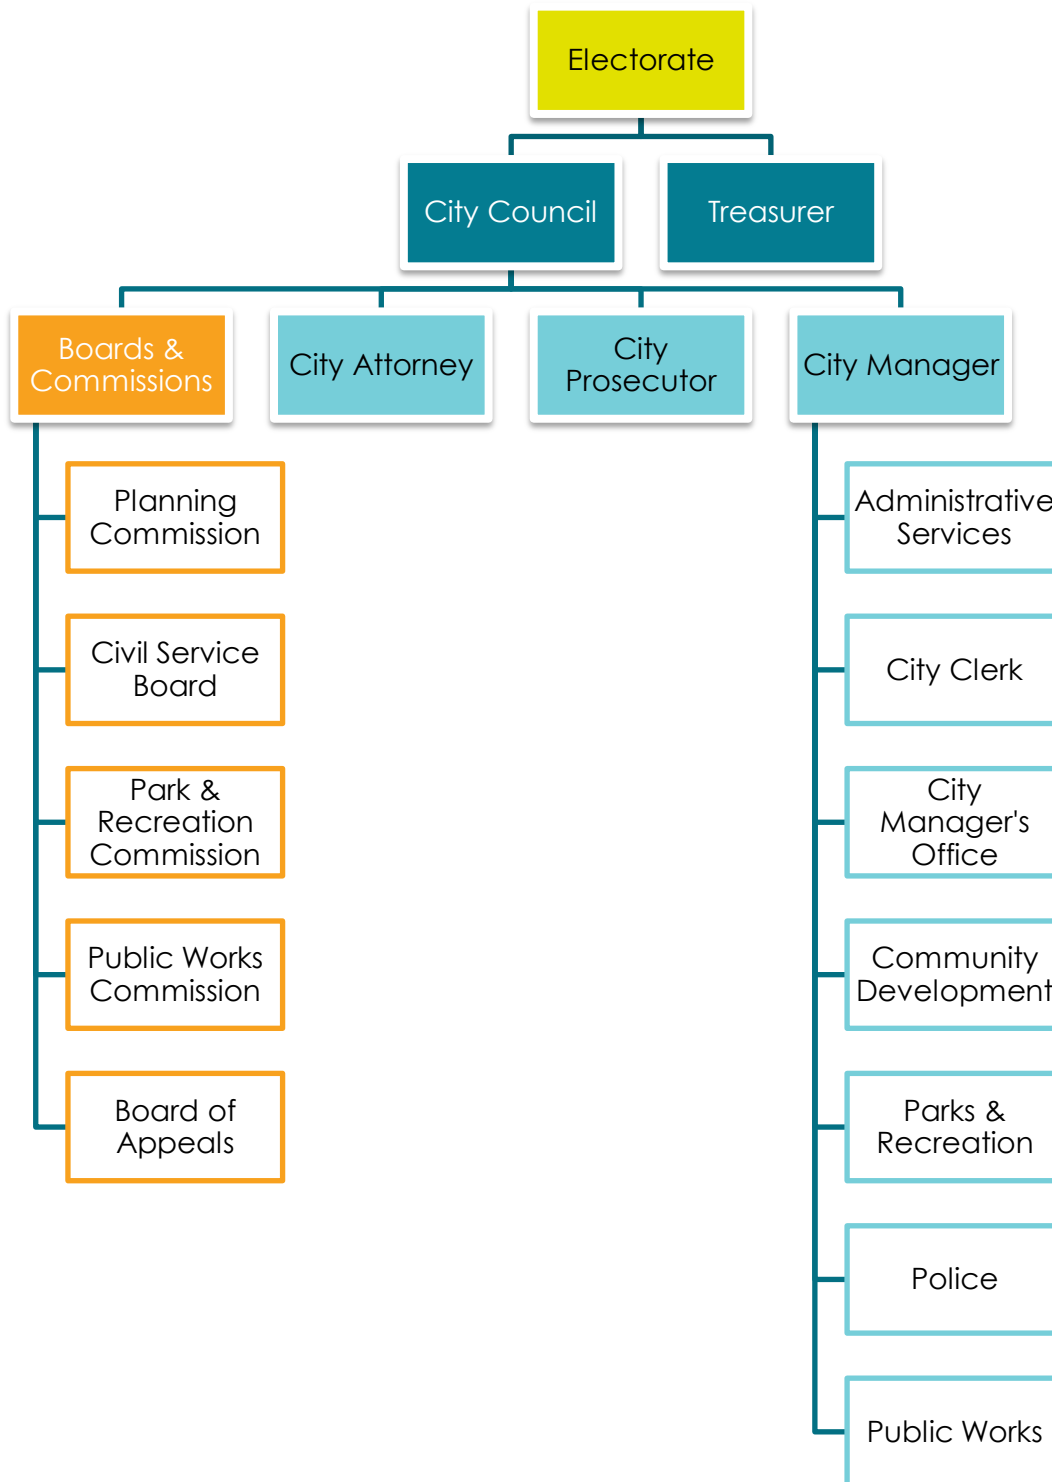 Electorate
City Council
Treasurer
Boards &
Commissions
City Attorney
City
Prosecutor
City Manager
Planning
Commission
Civil Service
Board
Park &
Recreation
Commission
Public Works
Commission
Board of
Appeals
Administrative
Services
City Clerk
City
Manager's
Office
Community
Development
Parks &
Recreation
Police
Public Works